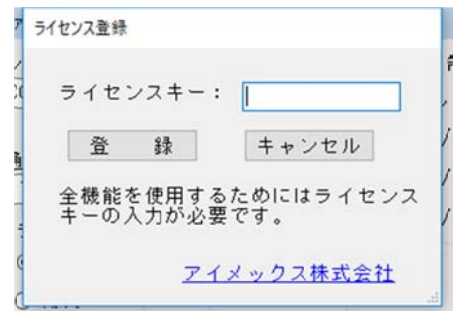 ライセンス登録
ライセンスキー：
登　録
キャンセル
全機能を使用するためにはライセンス
キーの入力が必要です。
アイメックス株式会社